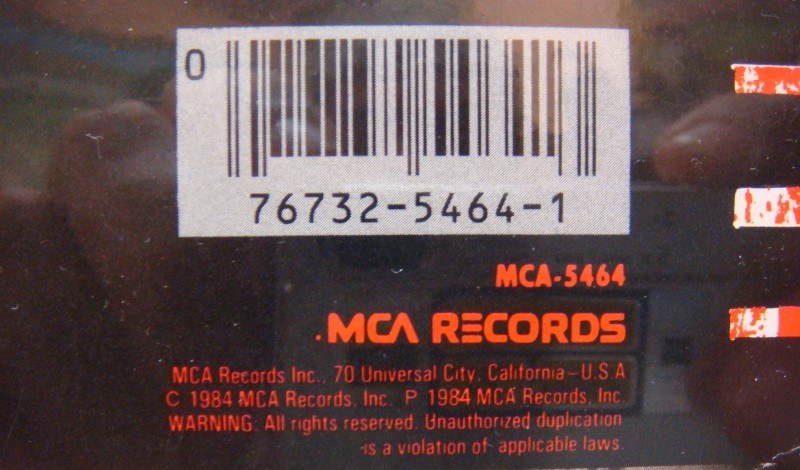 0
76732-5464-1
MCA-5464
MCA RECORDS
MCA Records Inc., 70 Universal City, California-U.S.A
C 1984 MCA Records, Inc. P 1984 MCA Records, Inc.
WARNING: All rights reserved. Unauthorized duplication
is a violation of applicable laws.